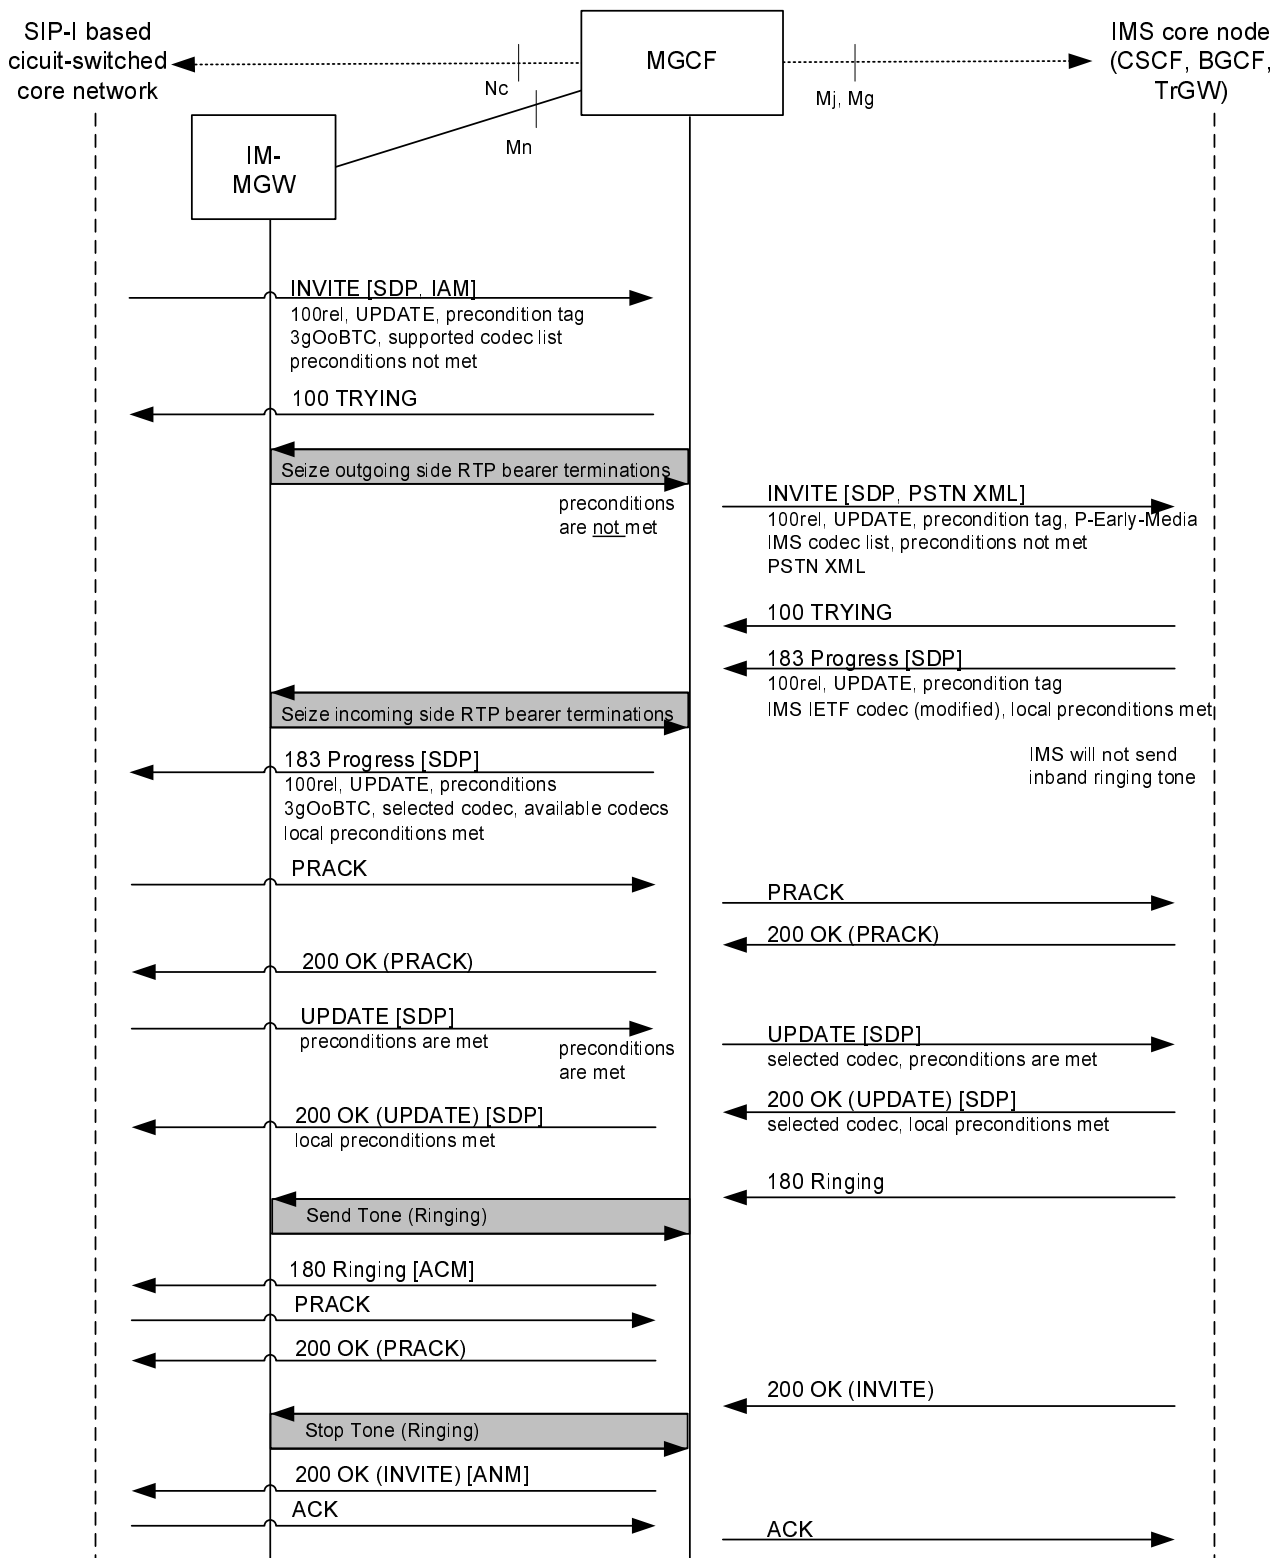 SIP-I based
cicuit-switched
core network
MGCF
IMS core node
(CSCF, BGCF,
TrGW)
Nc
Mj, Mg
Mn
IM-
MGW
INVITE [SDP, IAM]
100rel, UPDATE, precondition tag
3gOoBTC, supported codec list
preconditions not met
100 TRYING
Seize outgoing side RTP bearer terminations
preconditions
are not met
INVITE [SDP, PSTN XML]
100rel, UPDATE, precondition tag, P-Early-Media
IMS codec list, preconditions not met
PSTN XML
100 TRYING
183 Progress [SDP]
100rel, UPDATE, precondition tag
IMS IETF codec (modified), local preconditions met
Seize incoming side RTP bearer terminations
IMS will not send
inband ringing tone
183 Progress [SDP]
100rel, UPDATE, preconditions
3gOoBTC, selected codec, available codecs
local preconditions met
PRACK
PRACK
200 OK (PRACK)
200 OK (PRACK)
UPDATE [SDP]
preconditions are met
preconditions
are met
UPDATE [SDP]
selected codec, preconditions are met
200 OK (UPDATE) [SDP]
selected codec, local preconditions met
200 OK (UPDATE) [SDP]
local preconditions met
180 Ringing
Send Tone (Ringing)
180 Ringing [ACM]
PRACK
200 OK (PRACK)
200 OK (INVITE)
Stop Tone (Ringing)
200 OK (INVITE) [ANM]
ACK
ACK